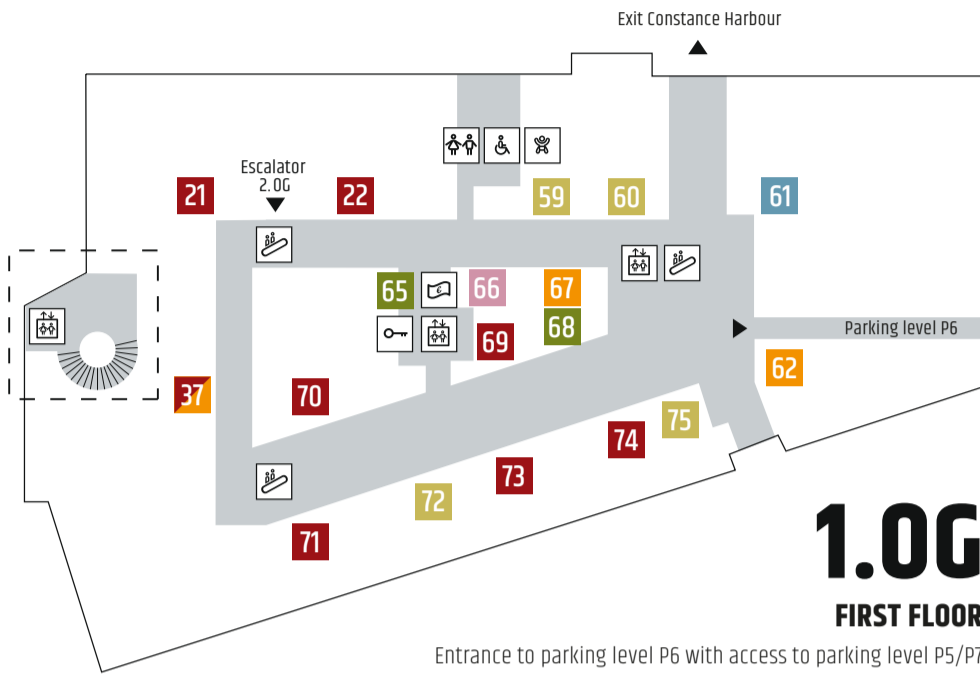 Exit Constance Harbour
Escalator
2.OG
21
22
59
60
61
65
66
67
68
69
Parking level P6
62
37
70
75
74
73
72
71
1.OG
FIRST FLOOR
Entrance to parking level P6 with access to parking level P5/P7